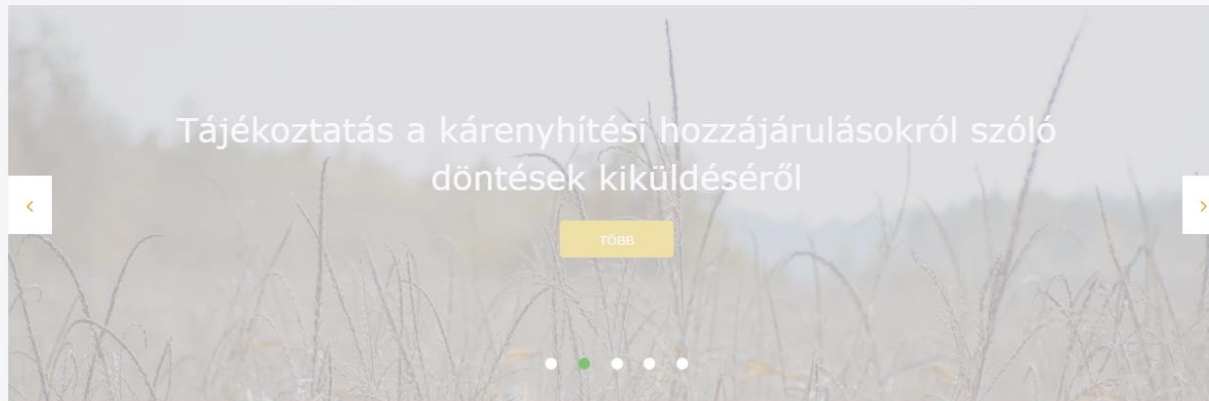 Tájékoztatás a kárenyhítési hozzájárulásokról szóló
döntések kiküldéséről
TÖBB